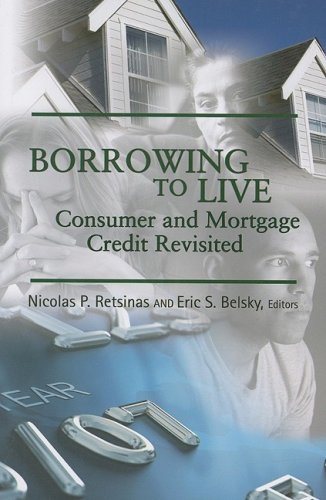 BORROWING
TO LIVE
Consumer and Mortgage
Credit Revisited
Nicolas P. Retsinas AND Eric S. Belsky, Editors